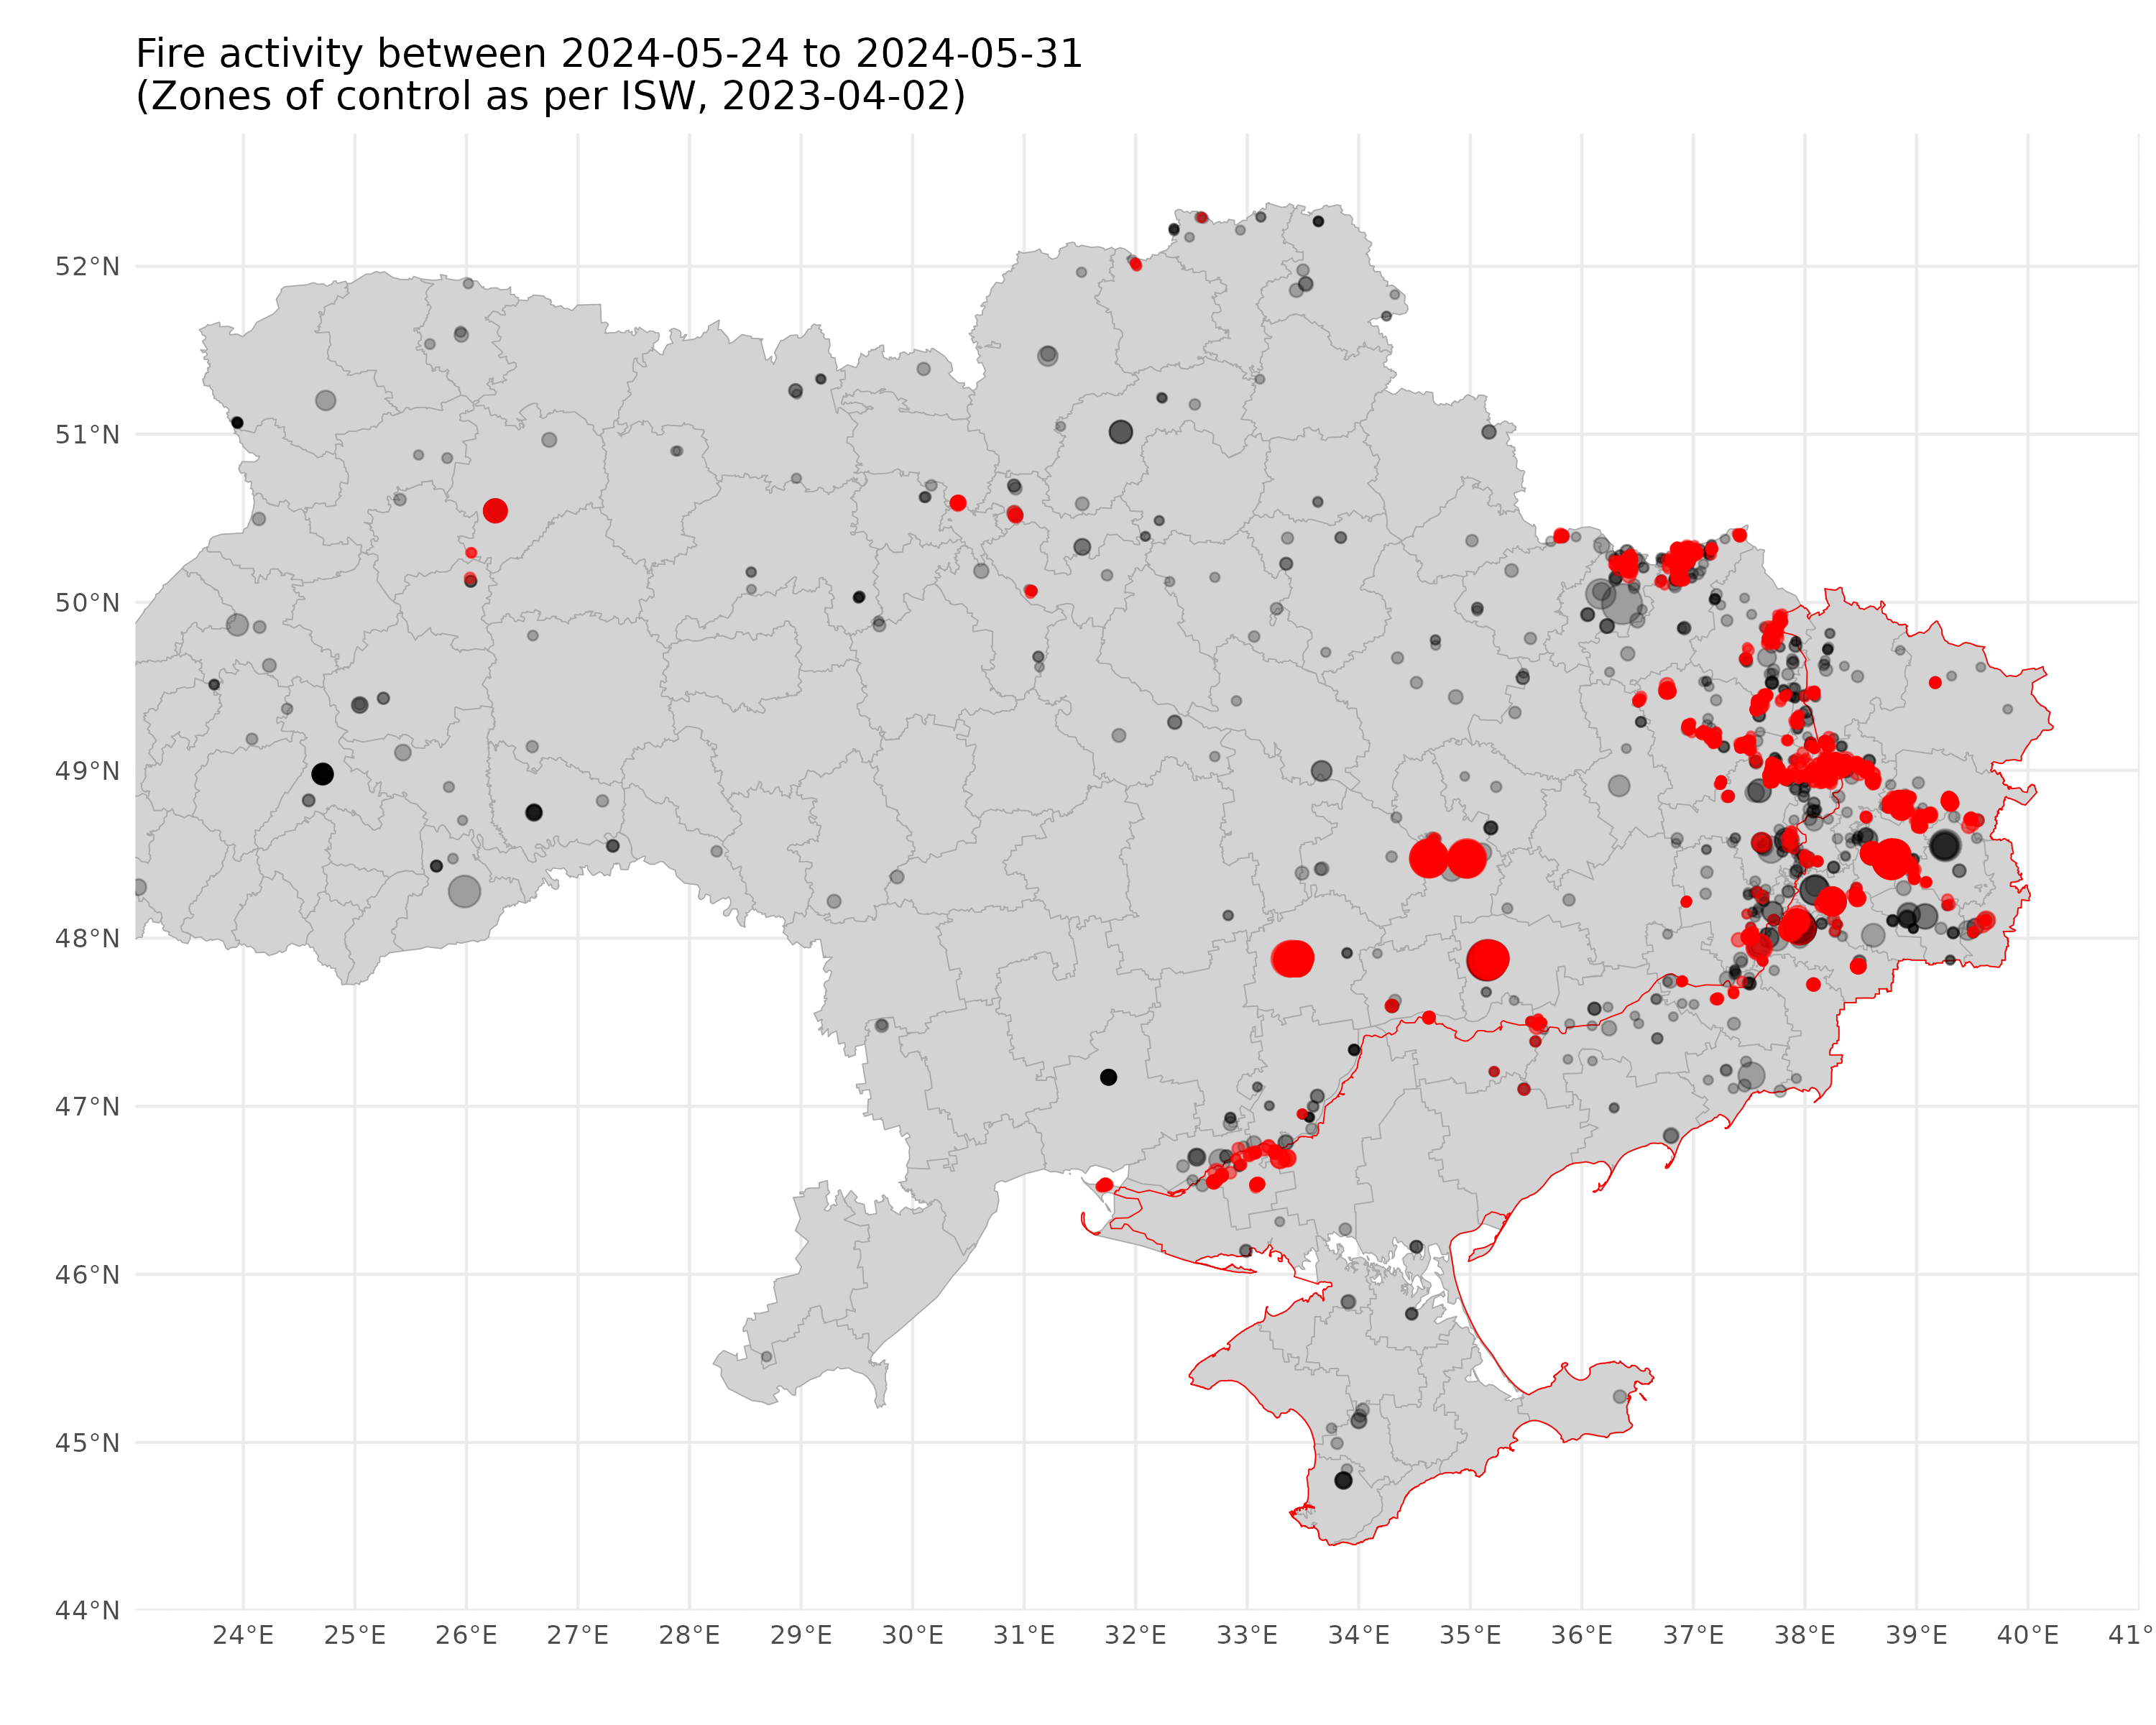 Fire activity between 2024-05-24 to 2024-05-31
(Zones of control as per ISW, 2023-04-02)
52°N
51°N
50°N
49°N
48°N
47°N
46°N
45°N
44°N
24°E 25°E 26°E 27°E 28°E 29°E 30°E 31°E 32°E 33°E 34°E 35°E 36°E 37°E 38°E 39°E 40°E 41°